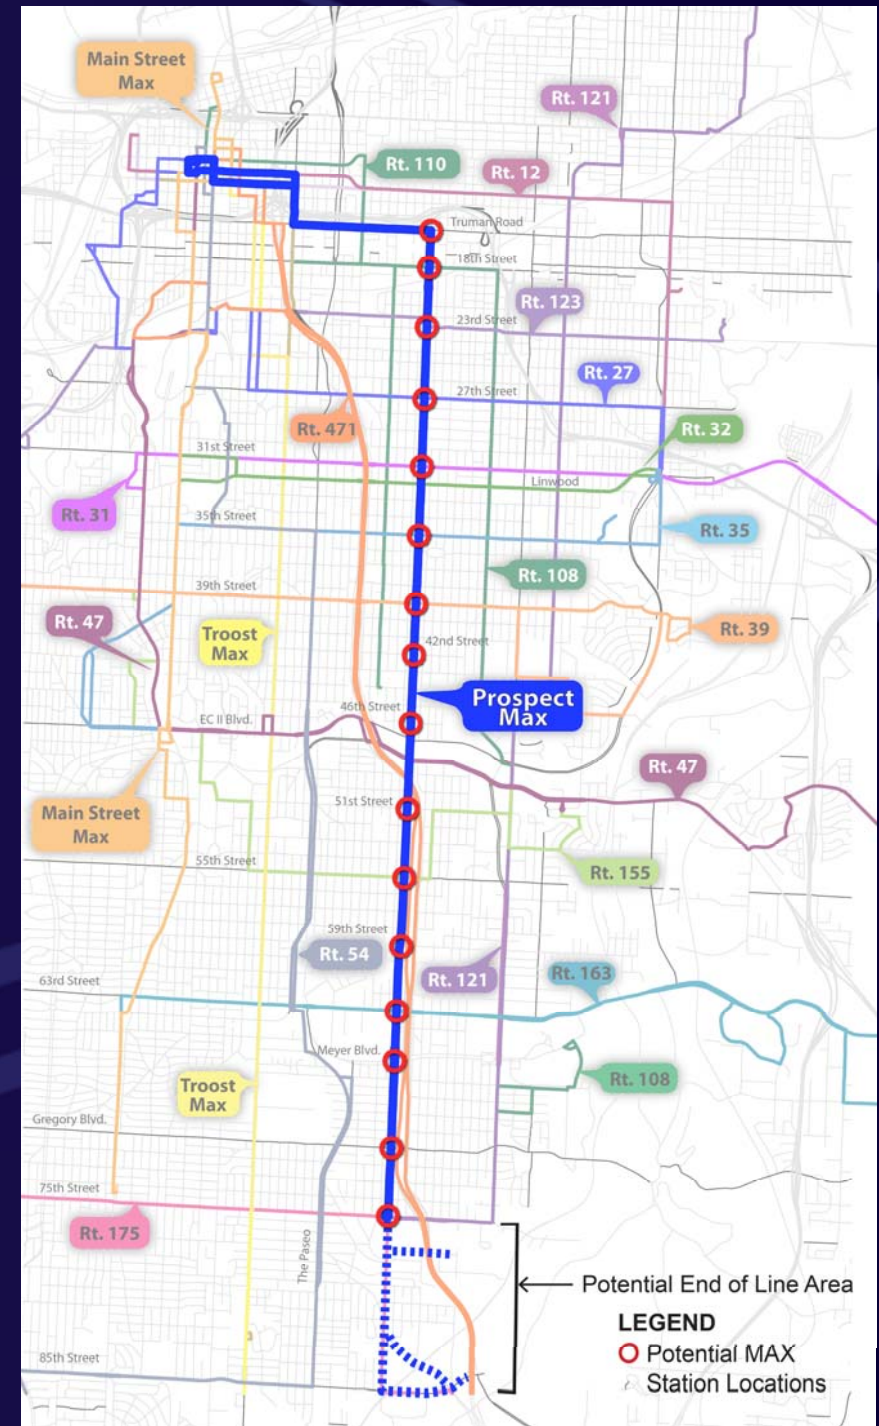 Main Street
Max
Rt. 121
Rt. 110
Rt. 12
Truman Road
18th Street
Rt. 123
23rd Street
Rt. 27
27th Street
Rt. 471
Rt. 32
31st Street
Linwood
Rt. 31
35th Street
Rt. 35
Rt. 108
39th Street
Rt. 47
Troost
Max
Rt. 39
42nd Street
Prospect
Max
46th Street
EC II Blvd.
Rt. 47
51st Street
Main Street
Max
55th Street
Rt. 155
59th Street
Rt. 54
Rt. 121
Rt. 163
63rd Street
Meyer Blvd.
Rt. 108
Troost
Max
Gregory Blvd.
75th Street
Rt. 175
The Paseo
Potential End of Line Area
LEGEND
Potential MAX
Station Locations
85th Street